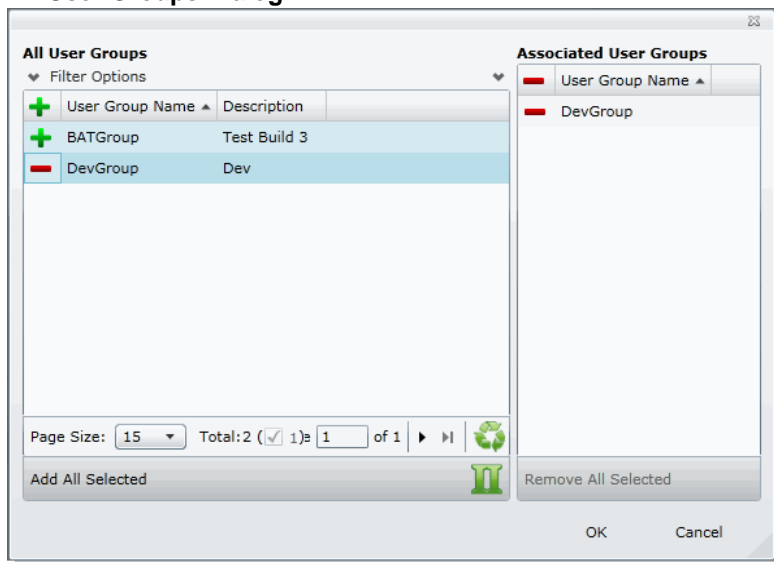 All User Groups
Filter Options
User Group Name Description
BATGroup Test Build 3
DevGroup Dev
Page Size: 15 Total:2 ( 1) 1 of 1
Add All Selected
Associated User Groups
User Group Name
DevGroup
Remove All Selected
OK Cancel